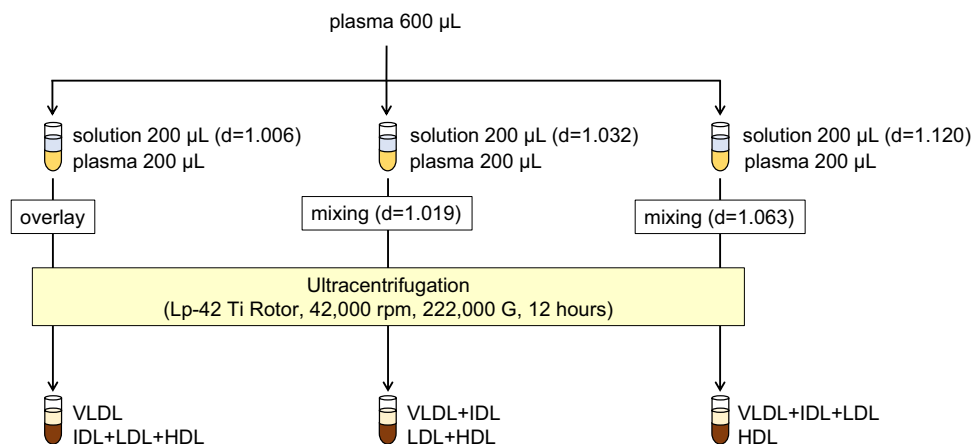 plasma 600 µL
solution 200 µL (d=1.006)
plasma 200 µL
solution 200 µL (d=1.032)
plasma 200 µL
solution 200 µL (d=1.120)
plasma 200 µL
overlay
mixing (d=1.019)
mixing (d=1.063)
Ultracentrifugation
(Lp-42 Ti Rotor, 42,000 rpm, 222,000 G, 12 hours)
VLDL
IDL+LDL+HDL
VLDL+IDL
LDL+HDL
VLDL+IDL+LDL
HDL